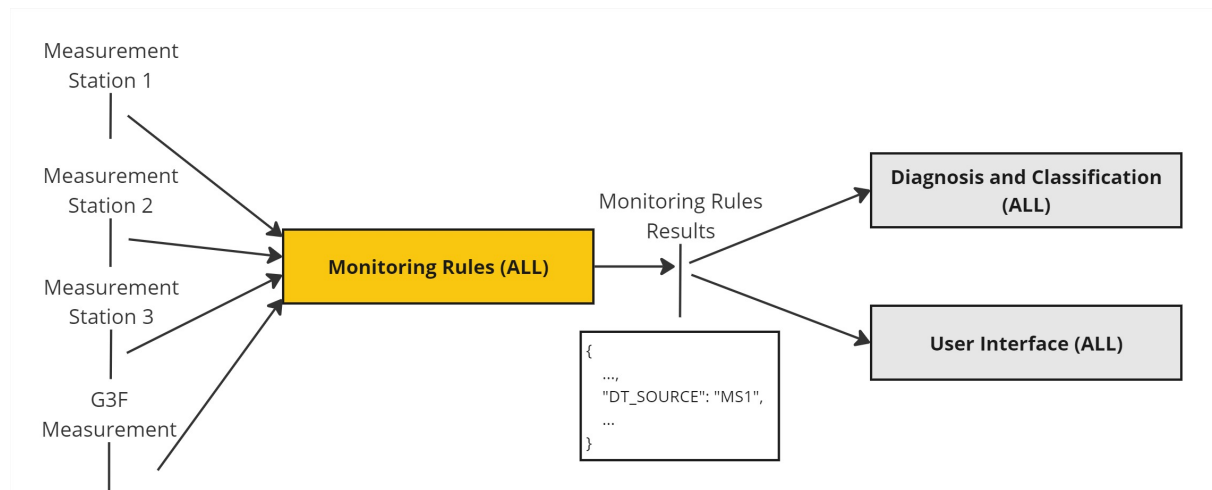 Measurement
Station 1
Measurement
Station 2
Measurement
Station 3
G3F
Measurement
Monitoring Rules (ALL)
Monitoring Rules
Results
{
...,
"DT_SOURCE": "MS1",
...
}
Diagnosis and Classification
(ALL)
User Interface (ALL)